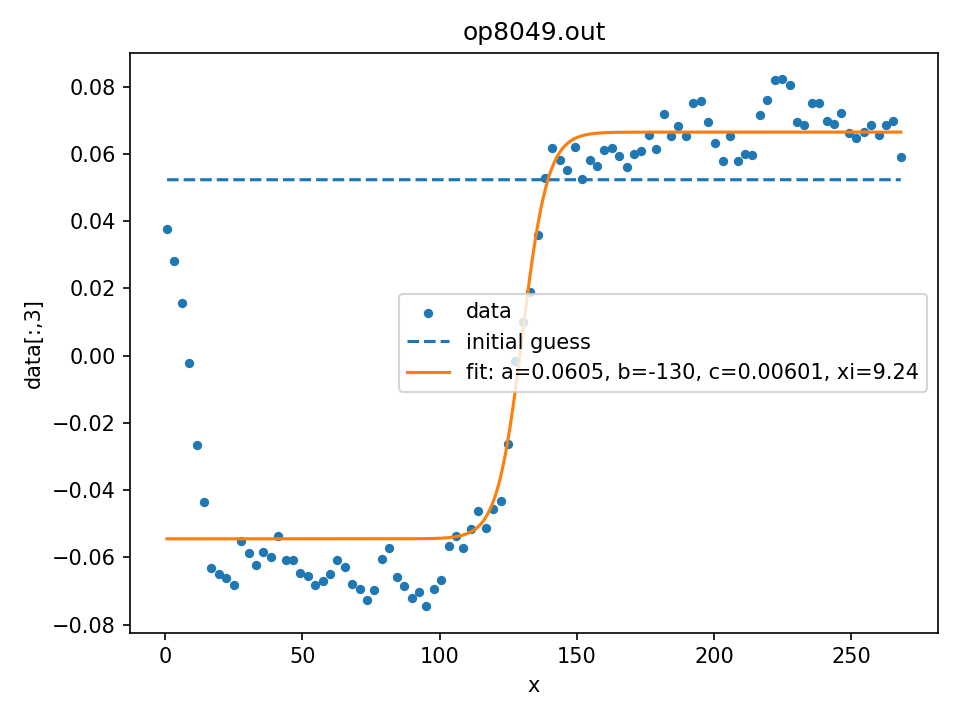 op8049.out
0.08
0.06
0.04
0.02
0.00
−0.02
−0.04
−0.06
−0.08
data[:,3]
data
initial guess
fit: a=0.0605, b=-130, c=0.00601, xi=9.24
0 50 100 150 200 250
x